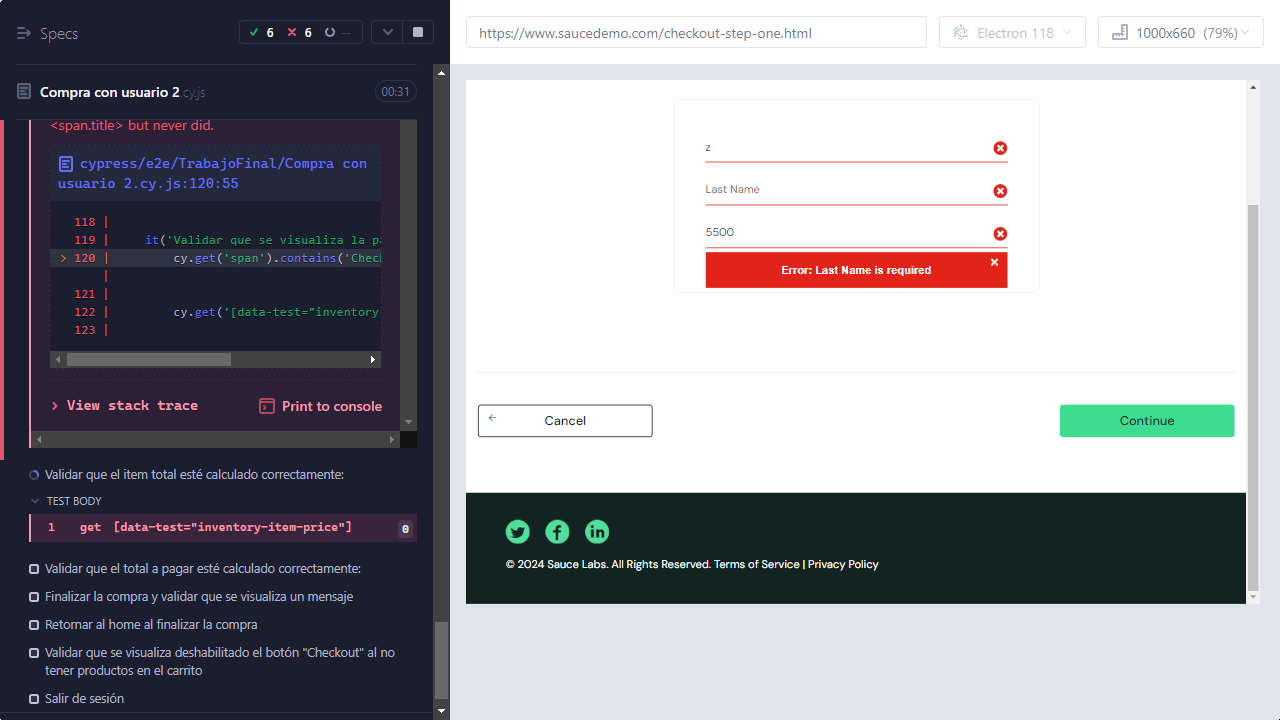 Specs
6
6
--
Compra con usuario 2.cy.js
00:31
<span.title> but never did.
cypress/e2e/TrabajoFinal/Compra con
usuario 2.cy.js:120:55
118 |
119 |     it('Validar que se visualiza la pá
> 120 |         cy.get('span').contains('Chec
|
121 |
122 |         cy.get('[data-test="inventory
123 |
View stack trace
Print to console
Validar que el item total esté calculado correctamente:
TEST BODY
1 get [data-test="inventory-item-price"] 0
Validar que el total a pagar esté calculado correctamente:
Finalizar la compra y validar que se visualiza un mensaje
Retornar al home al finalizar la compra
Validar que se visualiza deshabilitado el botón "Checkout" al no
tener productos en el carrito
Salir de sesión
https://www.saucedemo.com/checkout-step-one.html
Electron 118
1000x660 (79%)
z
Last Name
5500
Error: Last Name is required
Cancel
Continue
© 2024 Sauce Labs. All Rights Reserved. Terms of Service | Privacy Policy